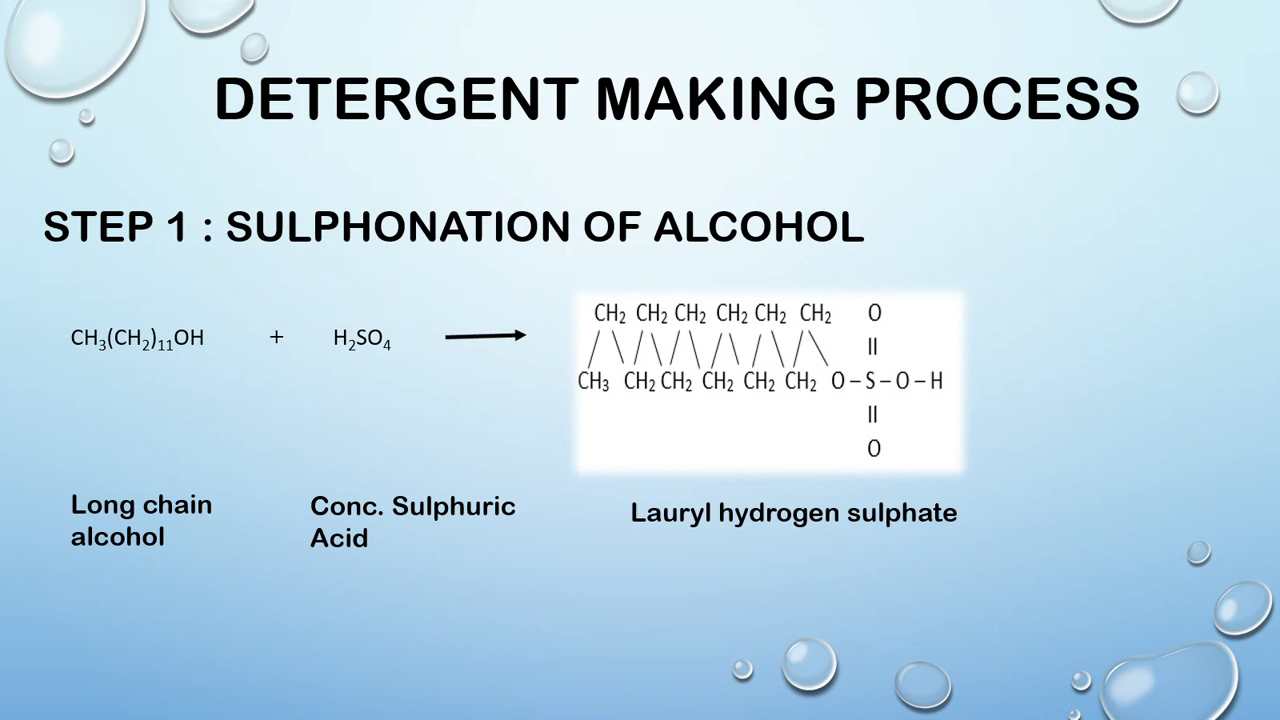 DETERGENT MAKING PROCESS
STEP 1 : SULPHONATION OF ALCOHOL
CH₃(CH₂)₁₁OH + H₂SO₄
CH₂ CH₂ CH₂ CH₂ CH₂ CH₂ O
||
CH₃ CH₂ CH₂ CH₂ CH₂ CH₂ O – S – O – H
||
O
Long chain
alcohol
Conc. Sulphuric
Acid
Lauryl hydrogen sulphate